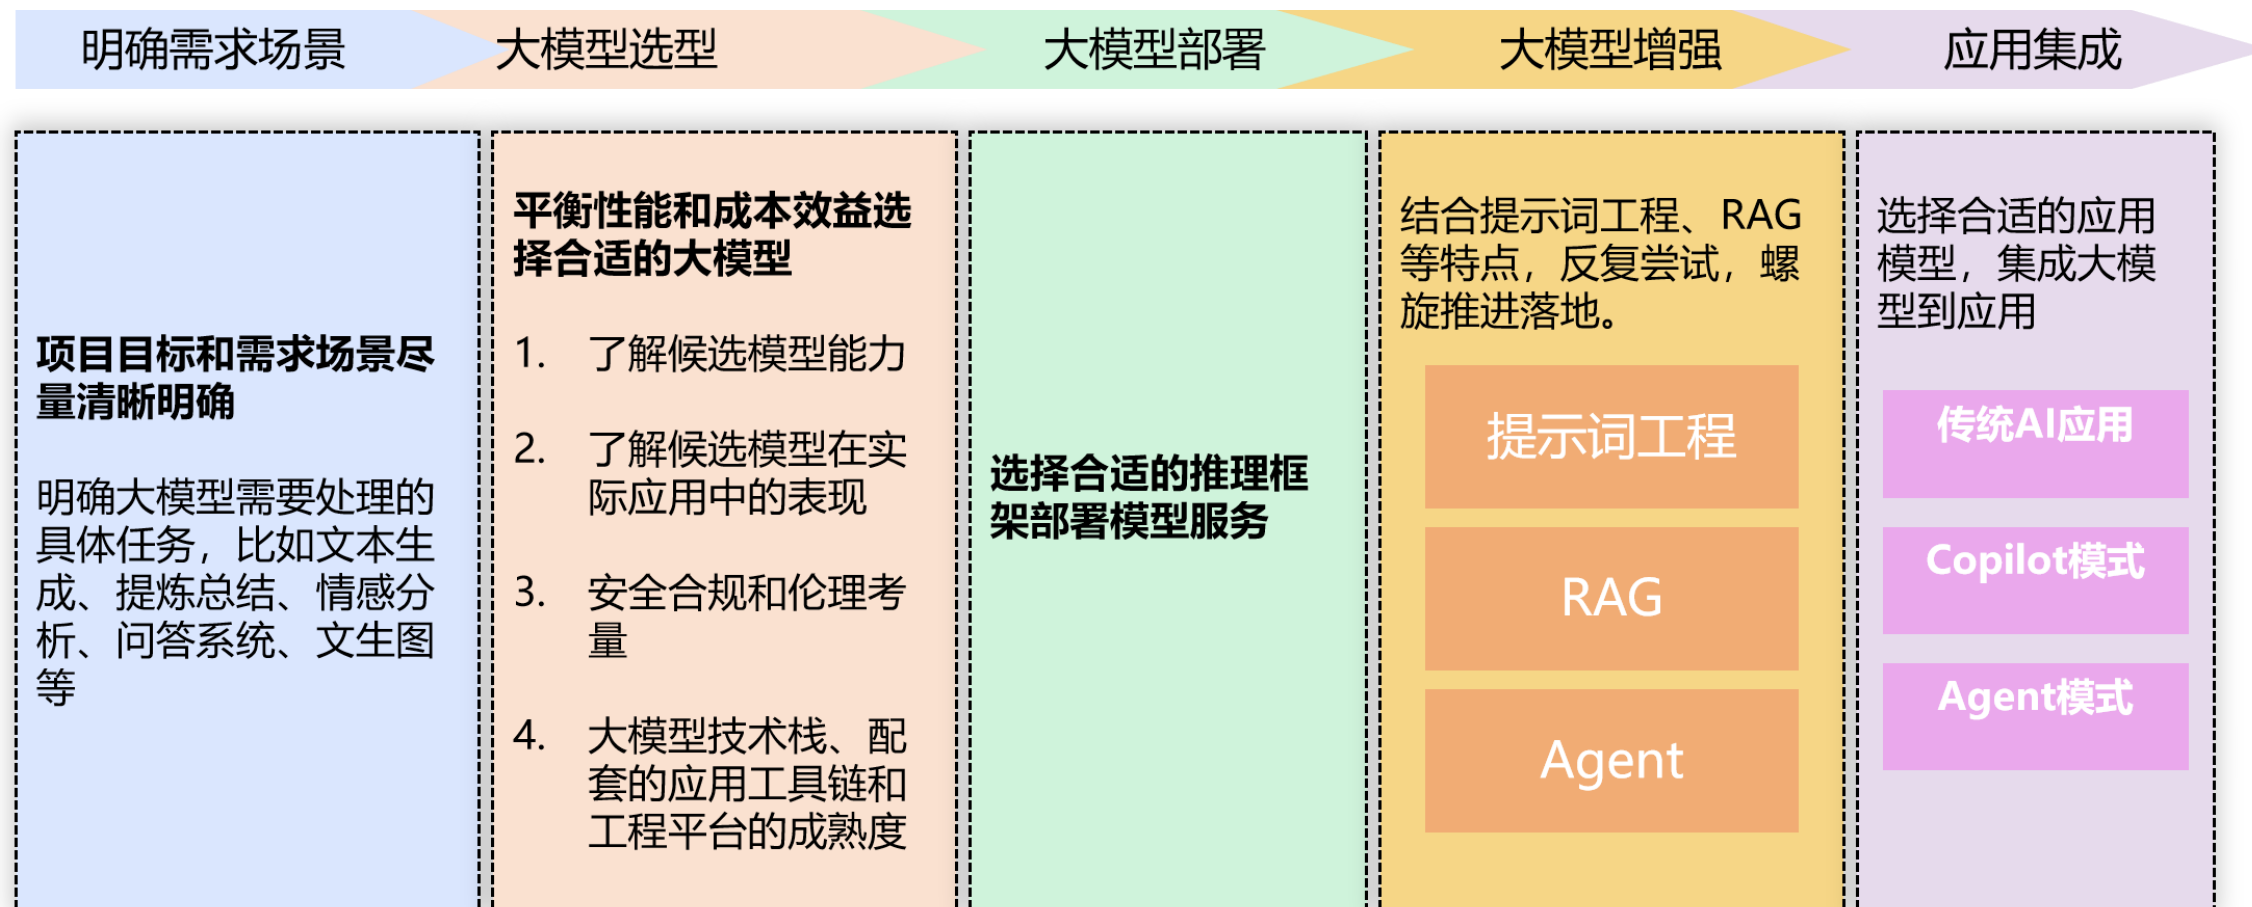 明确需求场景
大模型选型
大模型部署
大模型增强
应用集成
项目目标和需求场景尽
量清晰明确
明确大模型需要处理的
具体任务，比如文本生
成、提炼总结、情感分
析、问答系统、文生图
等
平衡性能和成本效益选
择合适的大模型
1. 了解候选模型能力
2. 了解候选模型在实
际应用中的表现
3. 安全合规和伦理考
量
4. 大模型技术栈、配
套的应用工具链和
工程平台的成熟度
选择合适的推理框
架部署模型服务
结合提示词工程、RAG
等特点，反复尝试，螺
旋推进落地。
提示词工程
RAG
Agent
选择合适的应用
模型，集成大模
型到应用
传统AI应用
Copilot模式
Agent模式